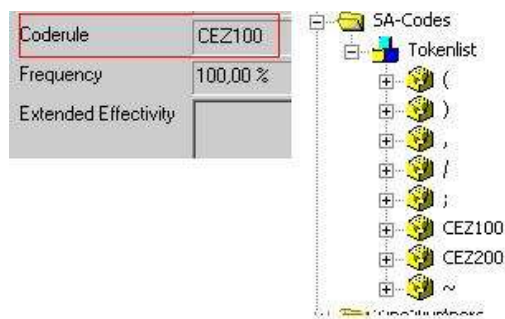 Coderule CEZ100
Frequency 100,00 %
Extended Effectivity
SA-Codes
Tokenlist
(
)
,
/
;
CEZ100
CEZ200
~